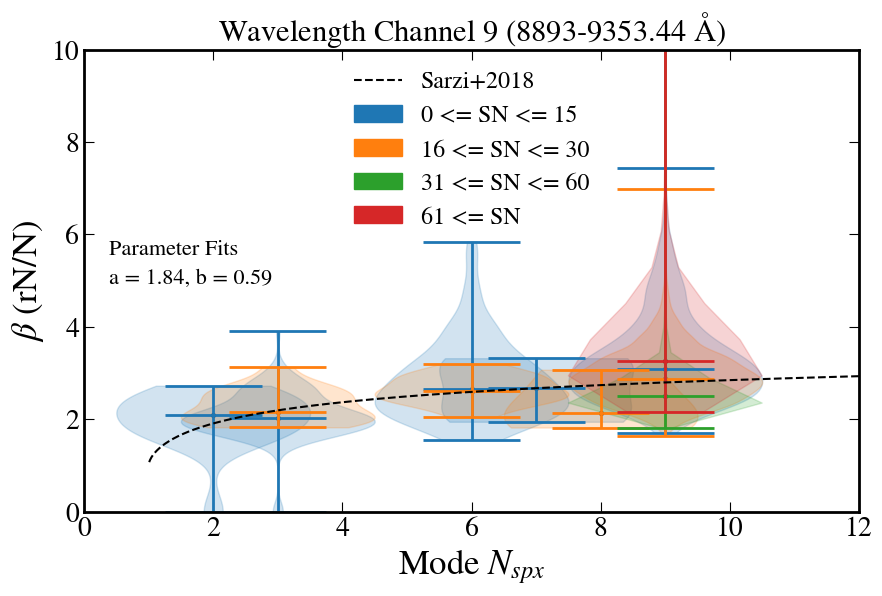 Wavelength Channel 9 (8893-9353.44 Å)
10
8
6
4
2
0
β (rN/N)
Sarzi+2018
0 <= SN <= 15
16 <= SN <= 30
31 <= SN <= 60
61 <= SN
Parameter Fits
a = 1.84, b = 0.59
0 2 4 6 8 10 12
Mode N_{spx}